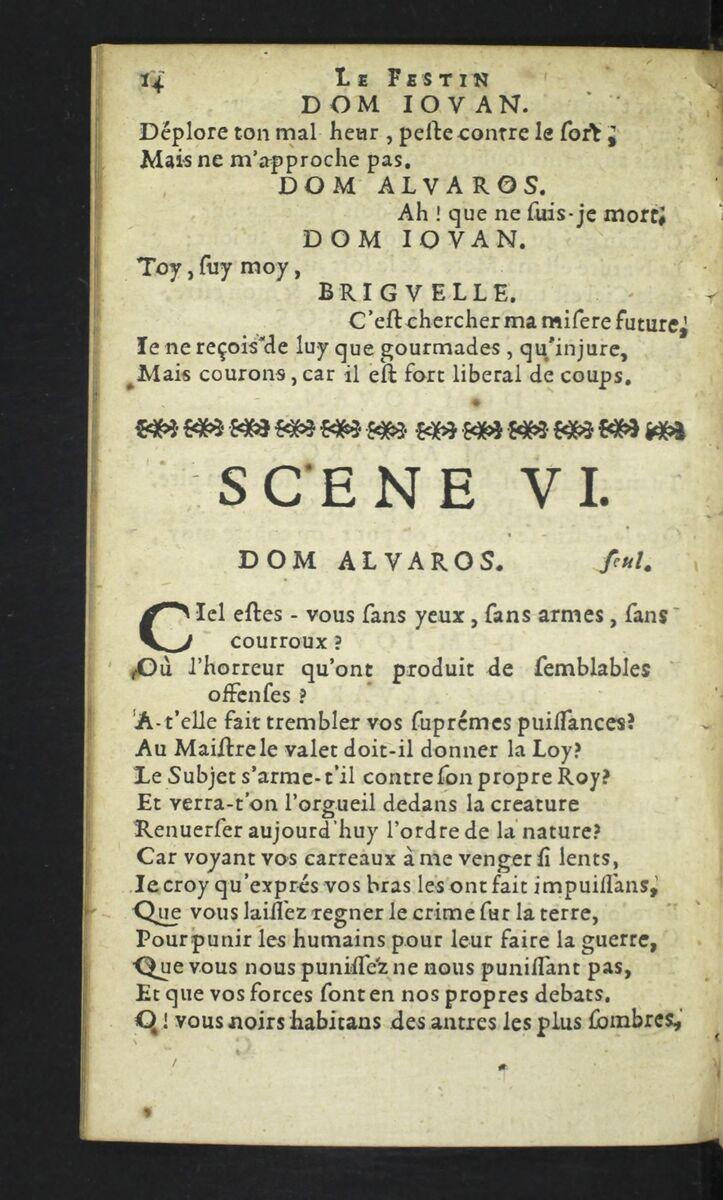 14 LE FESTIN
DOM IOVAN.
Déplore ton mal heur, peſte contre le ſort;
Mais ne m'approche pas.
DOM ALVAROS.
Ah! que ne ſuis-je mort;
DOM IOVAN.
Toy, ſuy moy,
BRIGVELLE.
C'eſt chercher ma miſere future;
Ie ne reçois de luy que gourmades, qu'injure,
Mais courons, car il eſt fort liberal de coups.
SCENE VI.
DOM ALVAROS. ſeul.
CIel eſtes-vous ſans yeux, ſans armes, ſans
courroux?
Où l'horreur qu'ont produit de ſemblables
offenſes?
A-t'elle fait trembler vos ſuprémes puiſſances?
Au Maiſtre le valet doit-il donner la Loy?
Le Subjet s'arme-t'il contre ſon propre Roy?
Et verra-t'on l'orgueil dedans la creature
Renuerſer aujourd'huy l'ordre de la nature?
Car voyant vos carreaux à me venger ſi lents,
Ie croy qu'exprés vos bras les ont fait impuiſſans,
Que vous laiſſez regner le crime ſur la terre,
Pour punir les humains pour leur faire la guerre,
Que vous nous puniſſez ne nous puniſſant pas,
Et que vos forces ſont en nos propres debats.
O! vous noirs habitans des antres les plus ſombres,